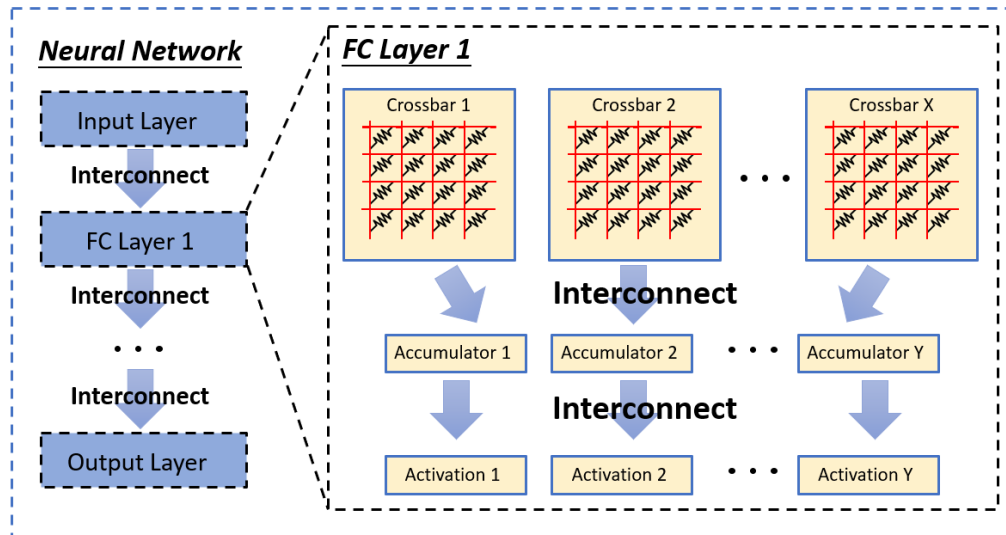 Neural Network
Input Layer
Interconnect
FC Layer 1
Interconnect
. . .
Interconnect
Output Layer
FC Layer 1
Crossbar 1
Crossbar 2
. . .
Crossbar X
Interconnect
Accumulator 1
Accumulator 2
. . .
Accumulator Y
Interconnect
Activation 1
Activation 2
. . .
Activation Y